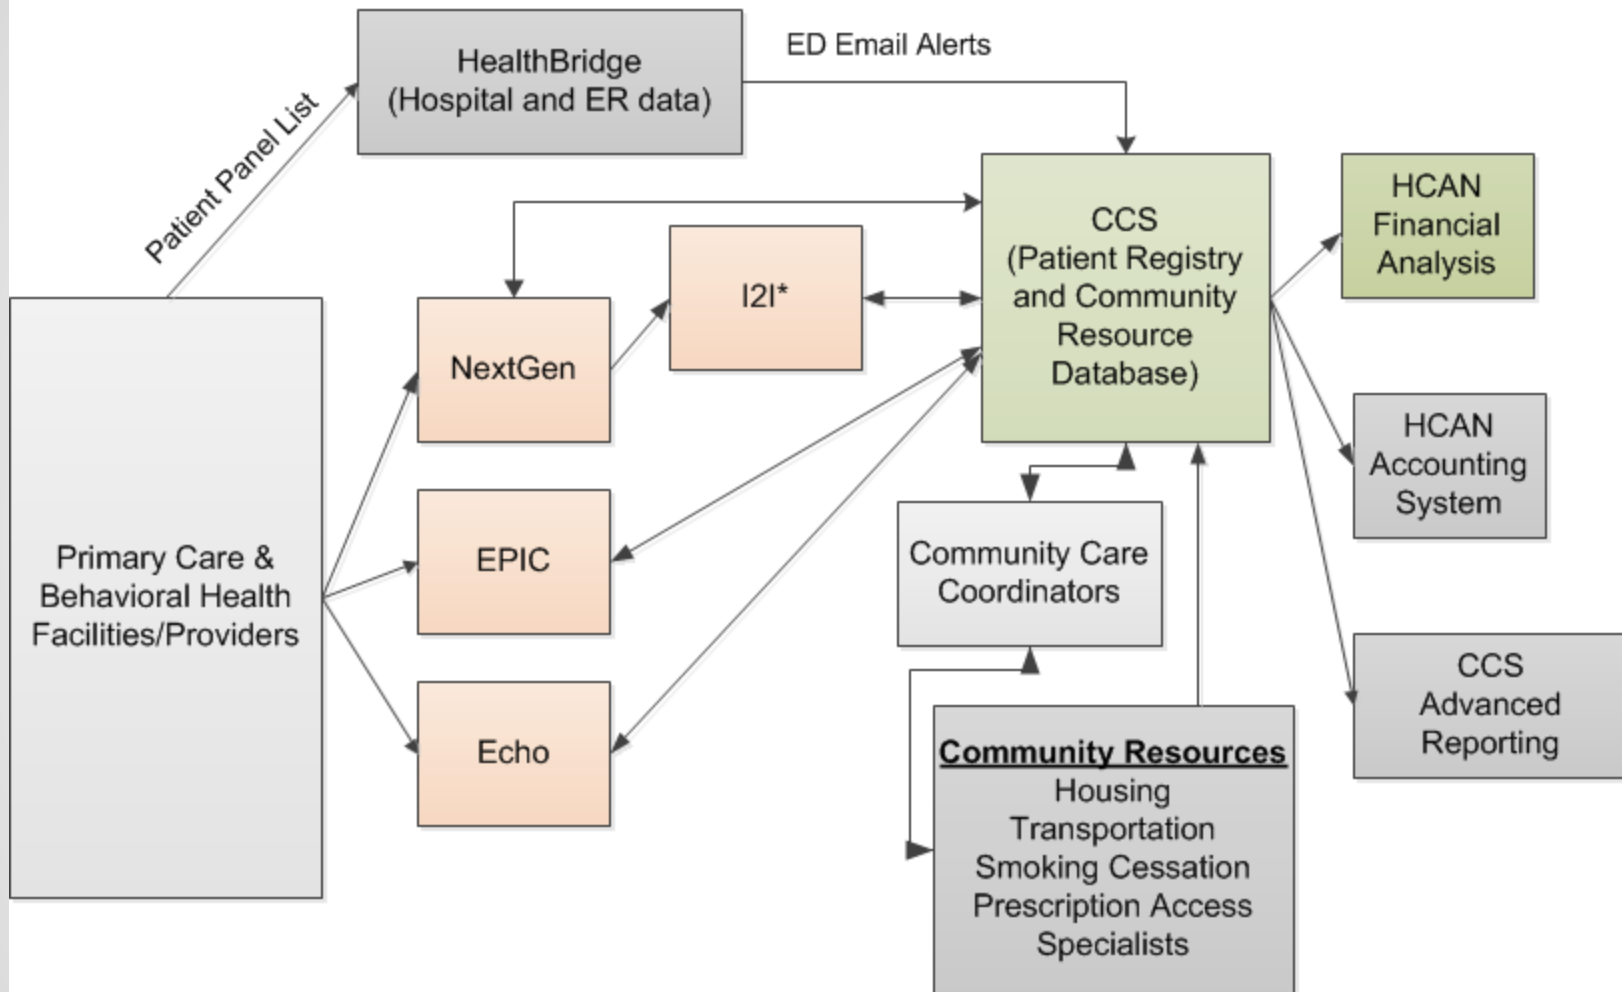 HealthBridge
(Hospital and ER data)
ED Email Alerts
Patient Panel List
CCS
(Patient Registry
and Community
Resource
Database)
HCAN
Financial
Analysis
I2I*
NextGen
HCAN
Accounting
System
Primary Care &
Behavioral Health
Facilities/Providers
EPIC
Community Care
Coordinators
Echo
CCS
Advanced
Reporting
Community Resources
Housing
Transportation
Smoking Cessation
Prescription Access
Specialists